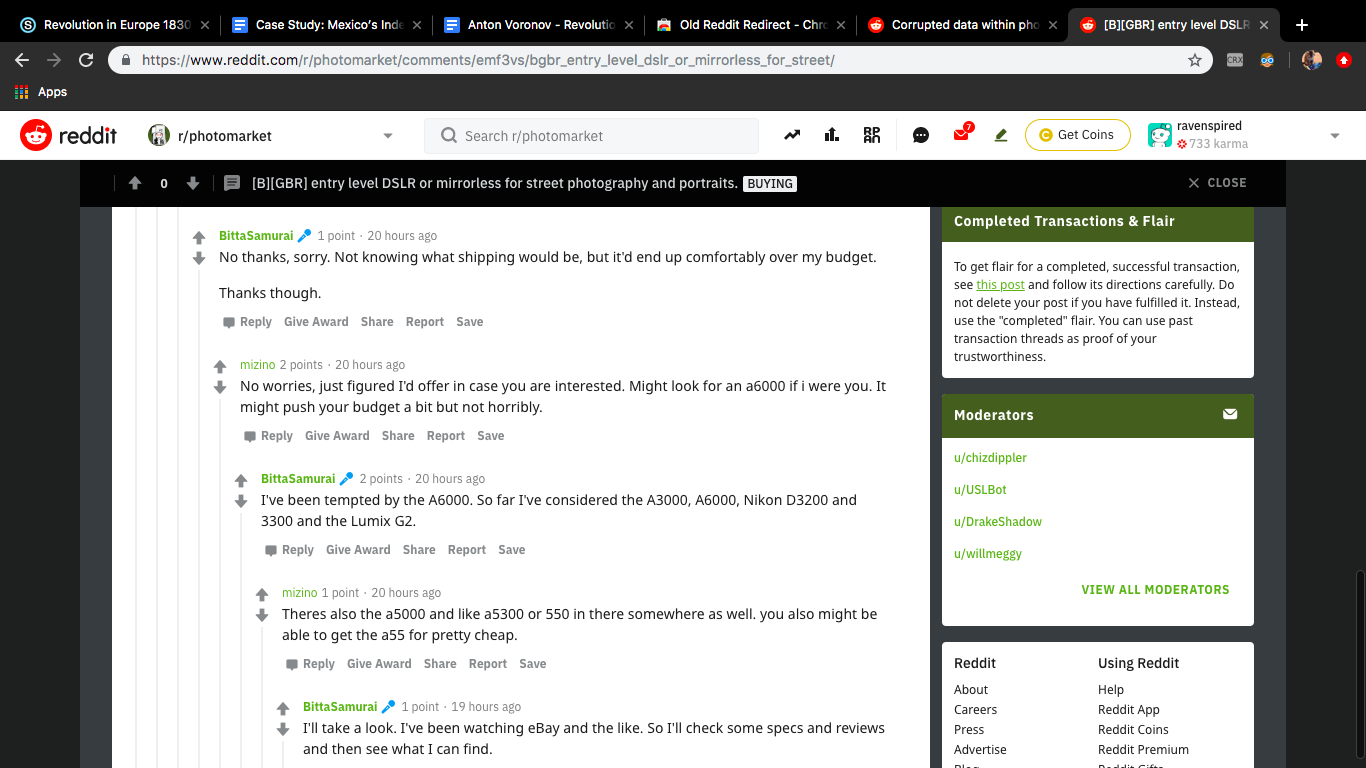 Revolution in Europe 1830
Case Study: Mexico's Inde
Anton Voronov - Revolutio
Old Reddit Redirect - Chro
Corrupted data within pho
[B][GBR] entry level DSLR
https://www.reddit.com/r/photomarket/comments/emf3vs/bgbr_entry_level_dslr_or_mirrorless_for_street/
CRX
Apps
reddit
r/photomarket
Search r/photomarket
7
Get Coins
ravenspired
733 karma
0
[B][GBR] entry level DSLR or mirrorless for street photography and portraits. BUYING
CLOSE
BittaSamurai 1 point · 20 hours ago
No thanks, sorry. Not knowing what shipping would be, but it'd end up comfortably over my budget.
Thanks though.
Reply Give Award Share Report Save
mizino 2 points · 20 hours ago
No worries, just figured I'd offer in case you are interested. Might look for an a6000 if i were you. It
might push your budget a bit but not horribly.
Reply Give Award Share Report Save
BittaSamurai 2 points · 20 hours ago
I've been tempted by the A6000. So far I've considered the A3000, A6000, Nikon D3200 and
3300 and the Lumix G2.
Reply Give Award Share Report Save
mizino 1 point · 20 hours ago
Theres also the a5000 and like a5300 or 550 in there somewhere as well. you also might be
able to get the a55 for pretty cheap.
Reply Give Award Share Report Save
BittaSamurai 1 point · 19 hours ago
I'll take a look. I've been watching eBay and the like. So I'll check some specs and reviews
and then see what I can find.
Completed Transactions & Flair
To get flair for a completed, successful transaction,
see this post and follow its directions carefully. Do
not delete your post if you have fulfilled it. Instead,
use the "completed" flair. You can use past
transaction threads as proof of your
trustworthiness.
Moderators
u/chizdippler
u/USLBot
u/DrakeShadow
u/willmeggy
VIEW ALL MODERATORS
Reddit
Using Reddit
About
Help
Careers
Reddit App
Press
Reddit Coins
Advertise
Reddit Premium
Blog
Reddit Gifts